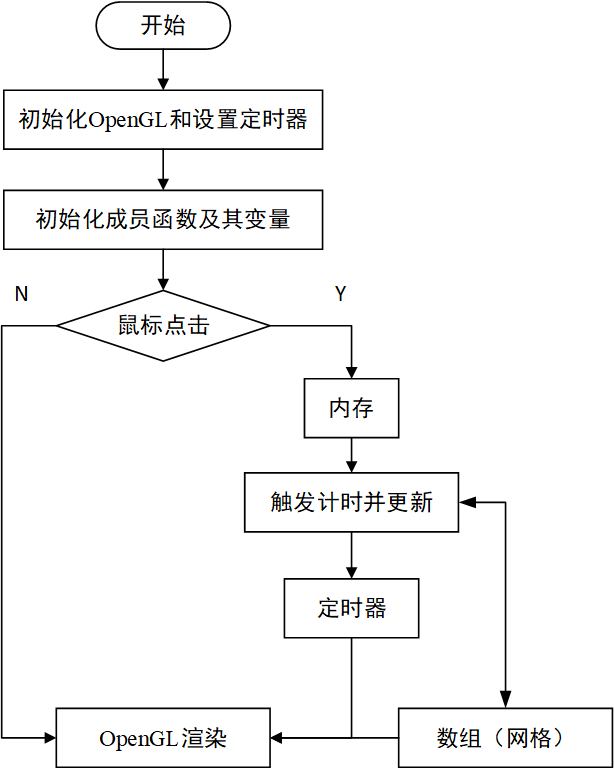 开始
初始化OpenGL和设置定时器
初始化成员函数及其变量
N
Y
鼠标点击
内存
触发计时并更新
定时器
OpenGL渲染
数组（网格）